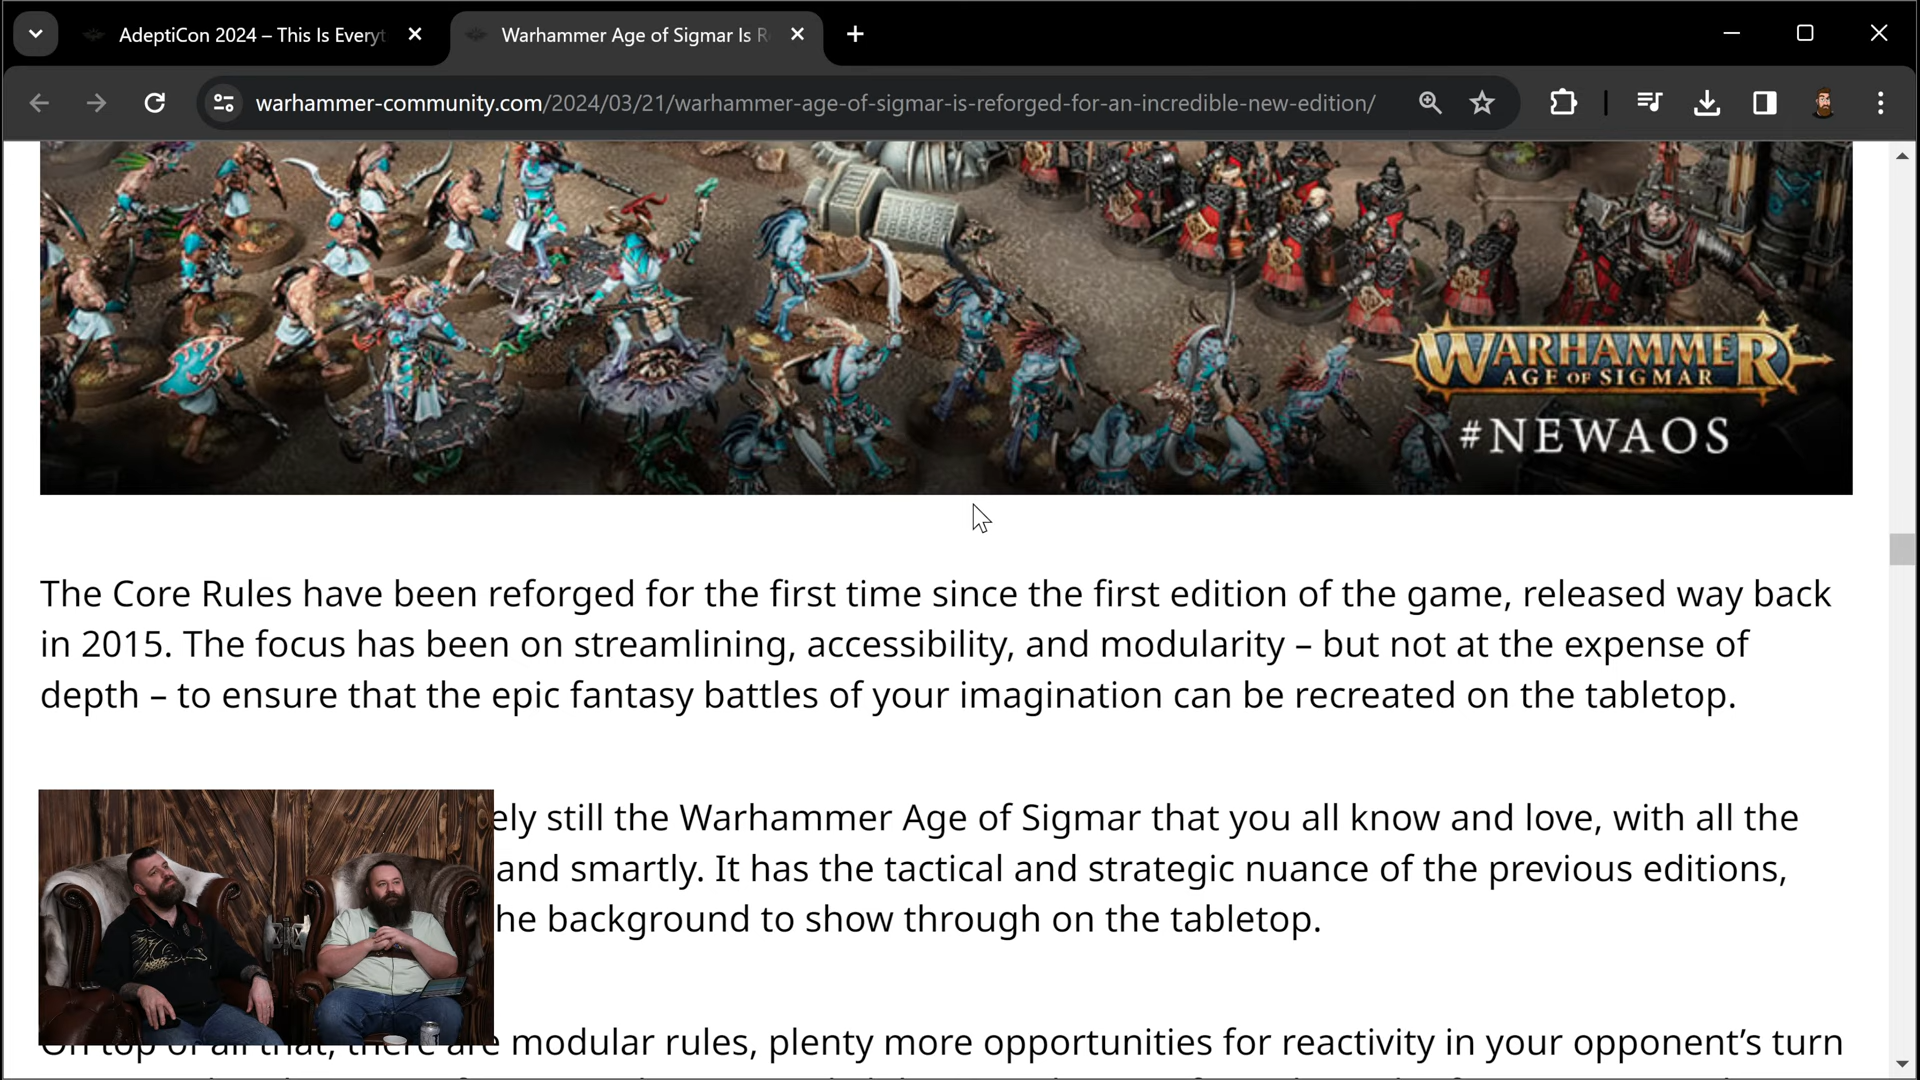 AdeptiCon 2024 – This Is Everyt
Warhammer Age of Sigmar Is R
warhammer-community.com/2024/03/21/warhammer-age-of-sigmar-is-reforged-for-an-incredible-new-edition/
WARHAMMER
AGE OF SIGMAR
#NEWAOS
The Core Rules have been reforged for the first time since the first edition of the game, released way back
in 2015. The focus has been on streamlining, accessibility, and modularity – but not at the expense of
depth – to ensure that the epic fantasy battles of your imagination can be recreated on the tabletop.
ely still the Warhammer Age of Sigmar that you all know and love, with all the
and smartly. It has the tactical and strategic nuance of the previous editions,
he background to show through on the tabletop.
On top of all that, there are modular rules, plenty more opportunities for reactivity in your opponent’s turn